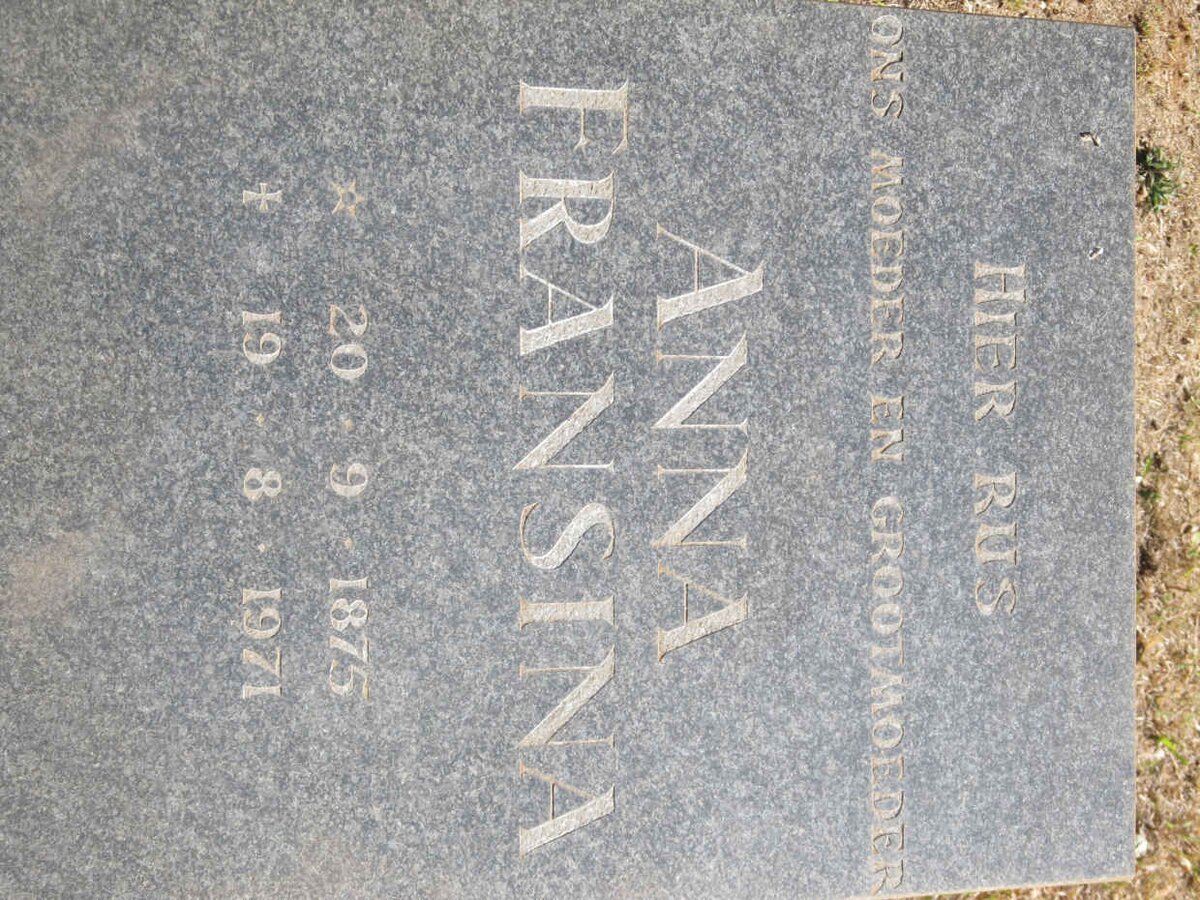 HIER RUS
ONS MOEDER EN GROOTMOEDER
ANNA
FRANSINA
* 20 · 9 · 1875
✝ 19 · 8 · 1971